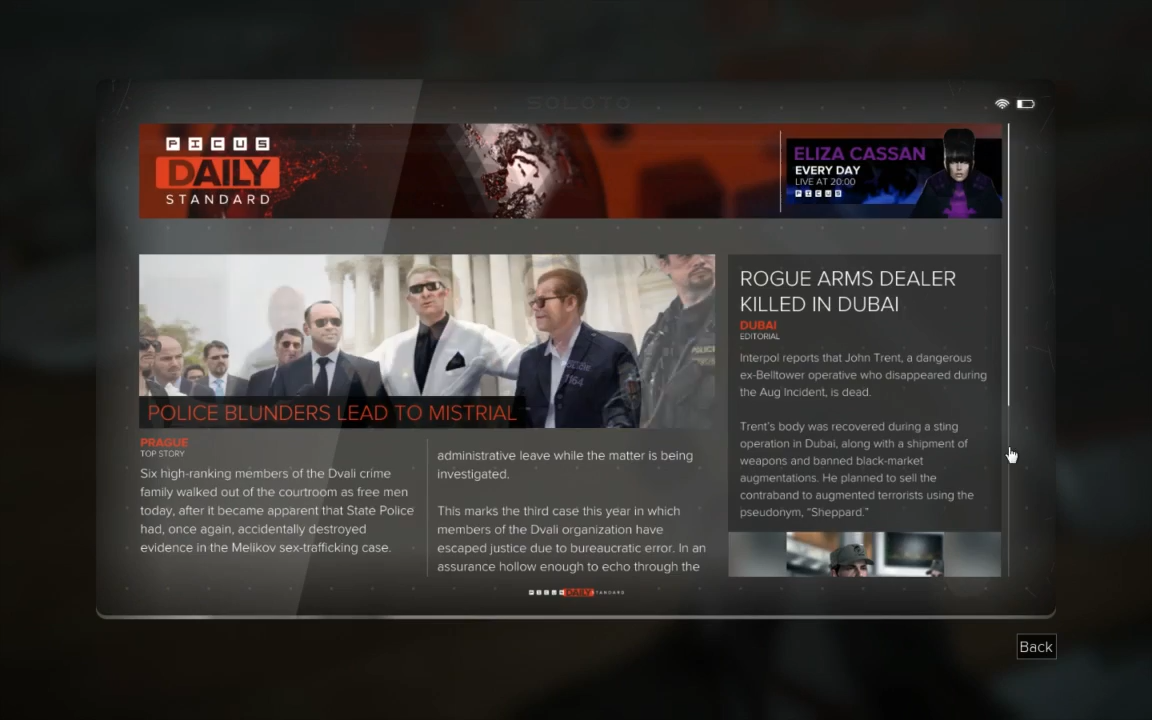 SOLOTO
PICUS
DAILY
STANDARD
ELIZA CASSAN
EVERY DAY
LIVE AT 20:00
PICUS
POLICE BLUNDERS LEAD TO MISTRIAL
PRAGUE
TOP STORY
Six high-ranking members of the Dvali crime
family walked out of the courtroom as free men
today, after it became apparent that State Police
had, once again, accidentally destroyed
evidence in the Melikov sex-trafficking case.
administrative leave while the matter is being
investigated.
This marks the third case this year in which
members of the Dvali organization have
escaped justice due to bureaucratic error. In an
assurance hollow enough to echo through the
ROGUE ARMS DEALER
KILLED IN DUBAI
DUBAI
EDITORIAL
Interpol reports that John Trent, a dangerous
ex-Belltower operative who disappeared during
the Aug Incident, is dead.
Trent's body was recovered during a sting
operation in Dubai, along with a shipment of
weapons and banned black-market
augmentations. He planned to sell the
contraband to augmented terrorists using the
pseudonym, "Sheppard."
POLICE
PICUS DAILY STANDARD
Back